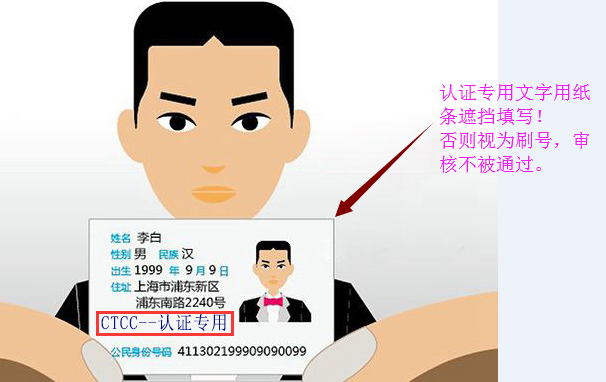 认证专用文字用纸
条遮挡填写！
否则视为刷号，审
核不被通过。
姓名 李白
性别 男 民族 汉
出生 1999 年 9 月 9 日
住址 上海市浦东新区
浦东南路2240号
CTCC--认证专用
公民身份号码 411302199909090099